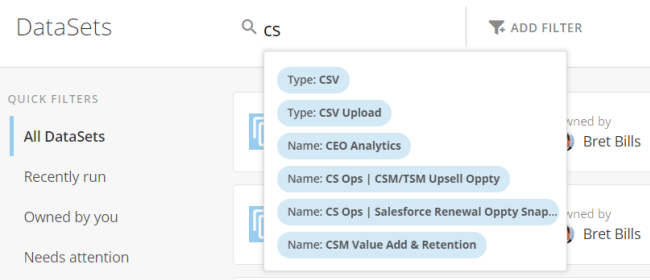 DataSets
cs
ADD FILTER
QUICK FILTERS
All DataSets
Recently run
Owned by you
Needs attention
Type: CSV
Type: CSV Upload
Name: CEO Analytics
Name: CS Ops | CSM/TSM Upsell Oppty
Name: CS Ops | Salesforce Renewal Oppty Snap...
Name: CSM Value Add & Retention
wned by
Bret Bills
wned by
Bret Bills